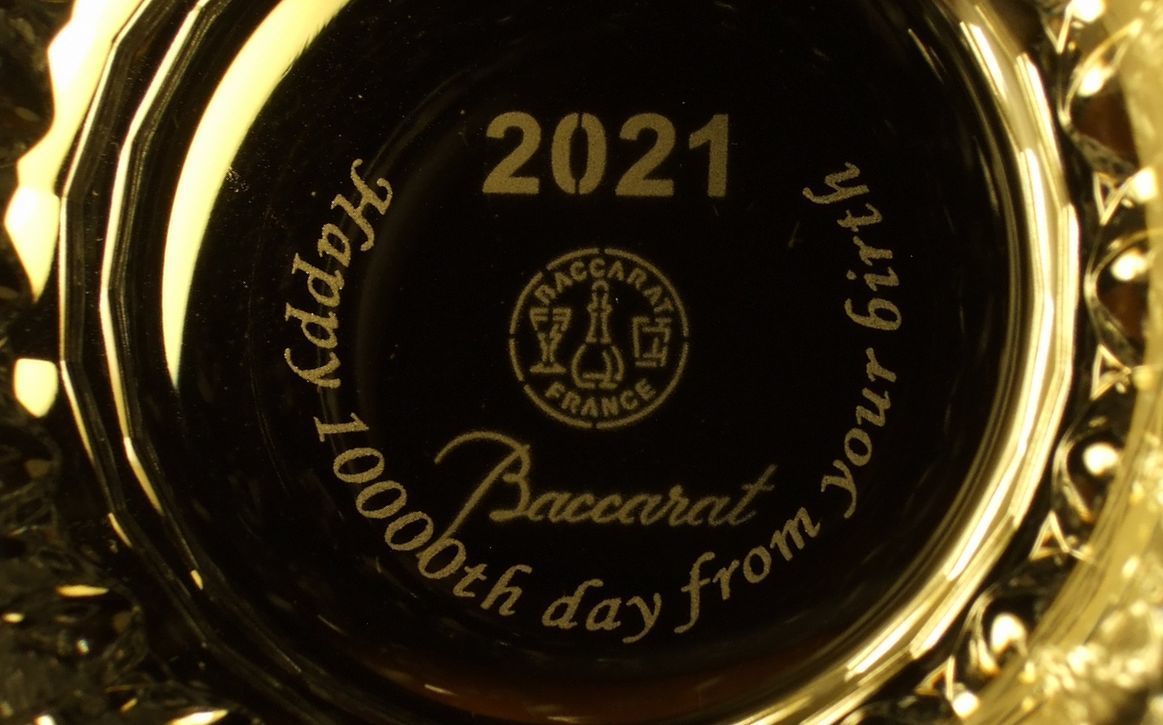 2021
BACCARAT
FRANCE
Baccarat
Happy 10000th day from your birth